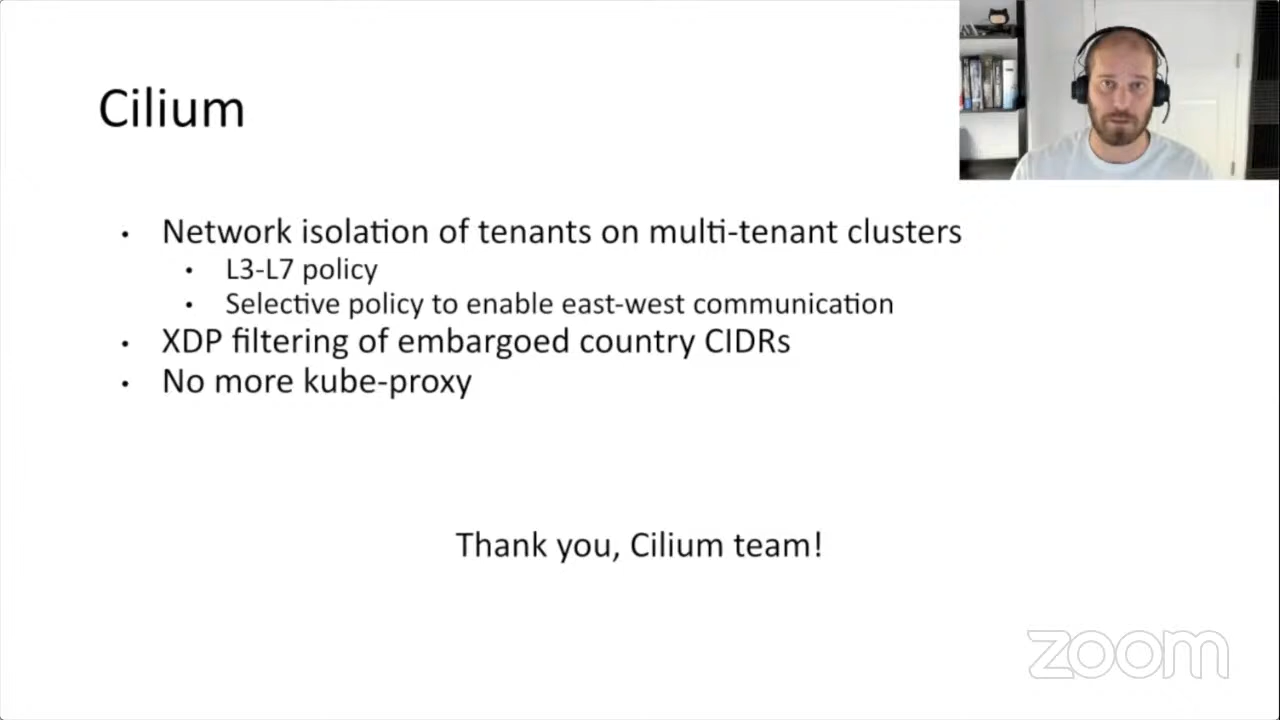 Cilium
• Network isolation of tenants on multi-tenant clusters
• L3-L7 policy
• Selective policy to enable east-west communication
• XDP filtering of embargoed country CIDRs
• No more kube-proxy
Thank you, Cilium team!
zoom